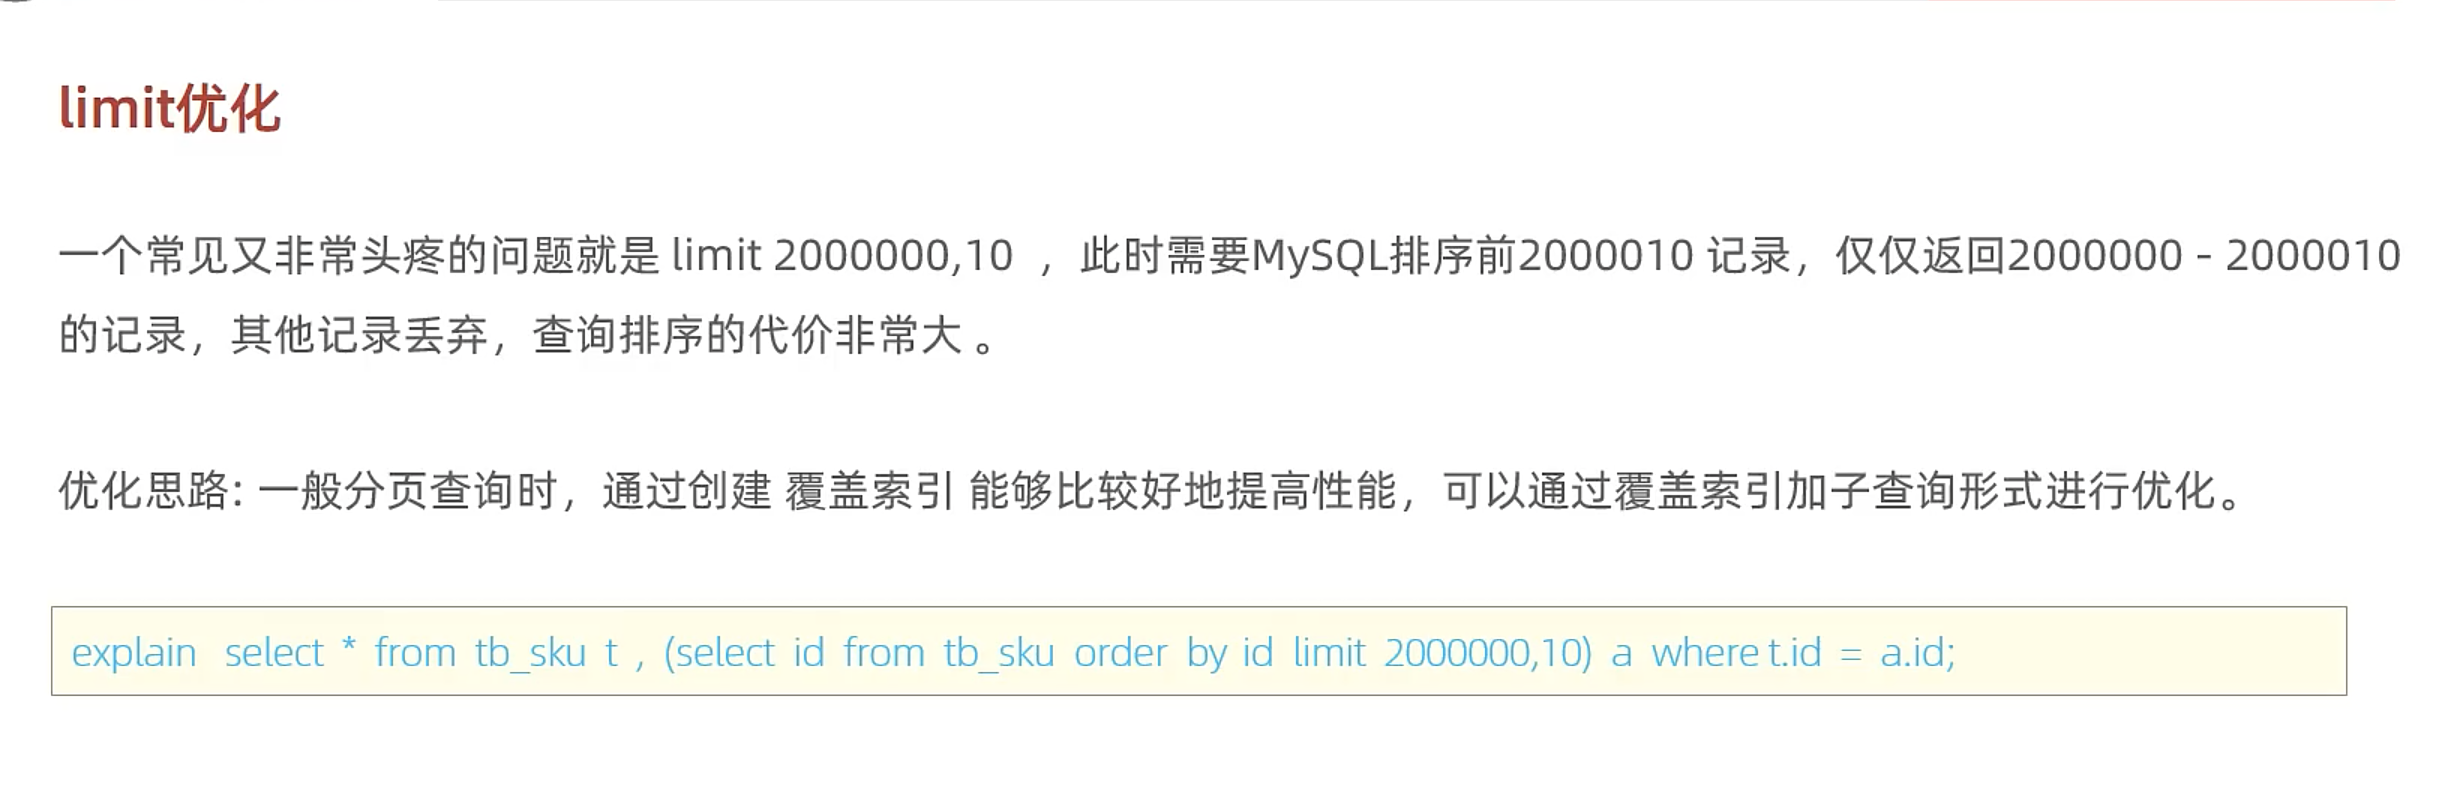 limit优化
一个常见又非常头疼的问题就是 limit 2000000,10 ，此时需要MySQL排序前2000010 记录，仅仅返回2000000 - 2000010
的记录，其他记录丢弃，查询排序的代价非常大 。
优化思路: 一般分页查询时，通过创建 覆盖索引 能够比较好地提高性能，可以通过覆盖索引加子查询形式进行优化。
explain select * from tb_sku t , (select id from tb_sku order by id limit 2000000,10) a where t.id = a.id;